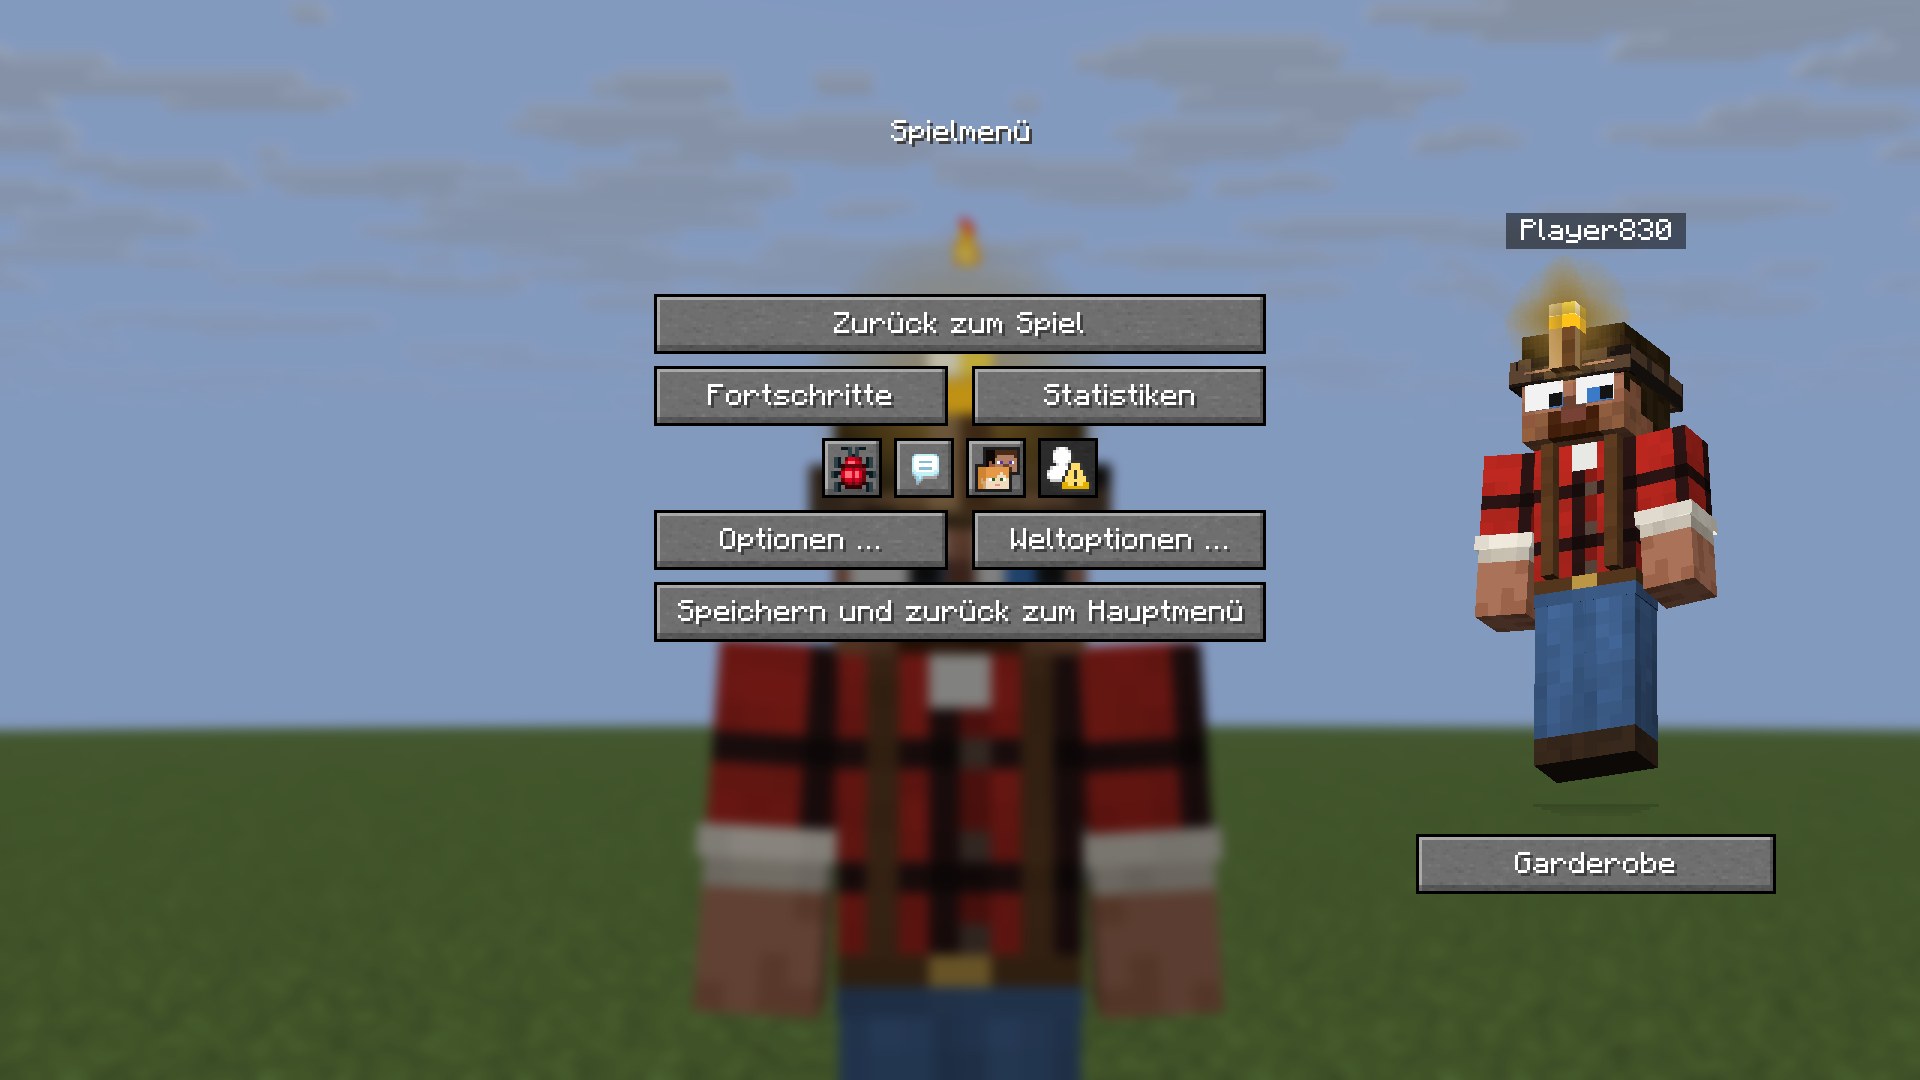 Spielmenü
Player830
Zurück zum Spiel
Fortschritte
Statistiken
Optionen ...
Weltoptionen ...
Speichern und zurück zum Hauptmenü
Garderobe